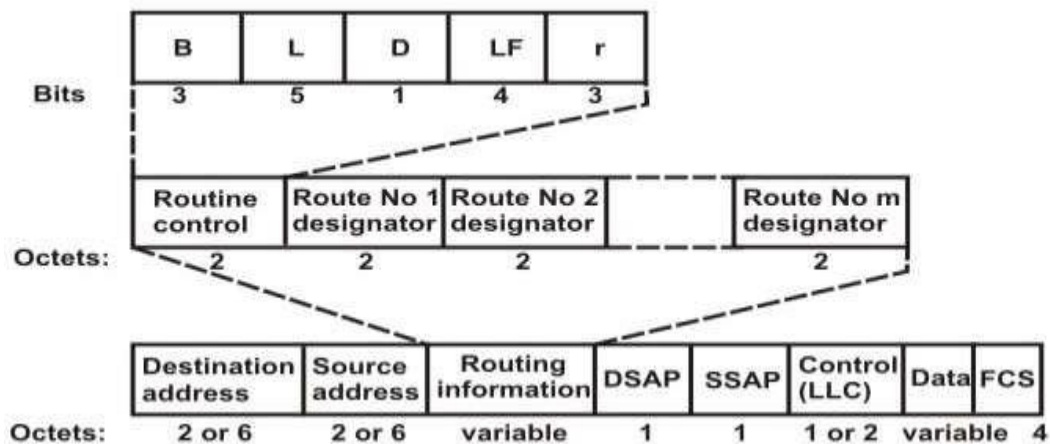 B L D LF r
Bits 3 5 1 4 3
Routine control Route No 1 designator Route No 2 designator Route No m designator
Octets: 2 2 2 2
Destination address Source address Routing information DSAP SSAP Control (LLC) Data FCS
Octets: 2 or 6 2 or 6 variable 1 1 1 or 2 variable 4